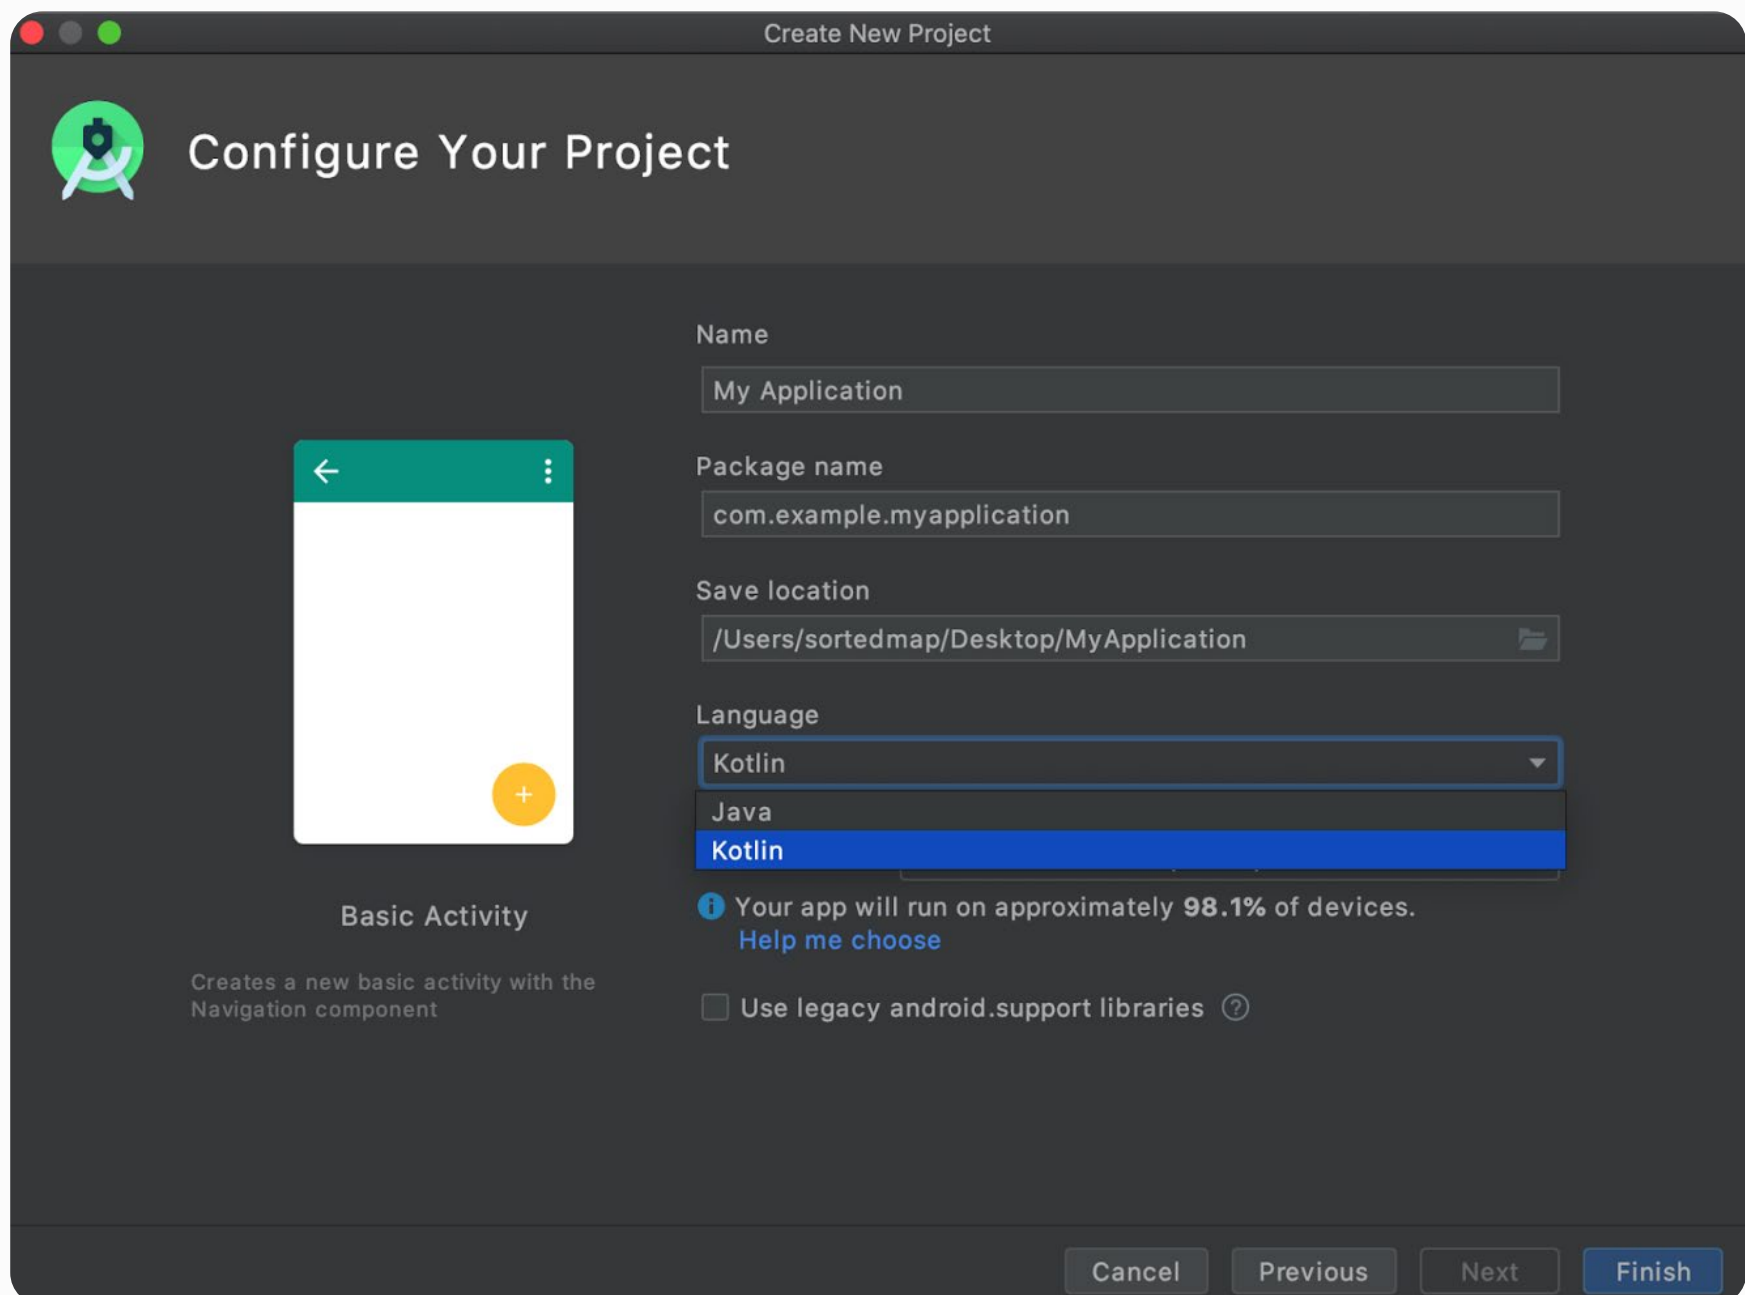 Create New Project
Configure Your Project
Name
My Application
Package name
com.example.myapplication
Save location
/Users/sortedmap/Desktop/MyApplication
Language
Kotlin
Java
Kotlin
Your app will run on approximately 98.1% of devices.
Help me choose
Use legacy android.support libraries ?
Basic Activity
Creates a new basic activity with the
Navigation component
Cancel
Previous
Next
Finish